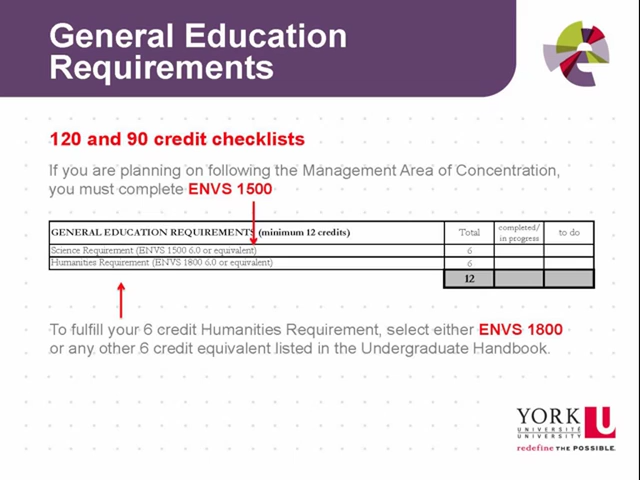 General Education
Requirements
120 and 90 credit checklists
If you are planning on following the Management Area of Concentration,
you must complete ENVS 1500
GENERAL EDUCATION REQUIREMENTS (minimum 12 credits) Total completed/ in progress to do
Science Requirement (ENVS 1500 6.0 or equivalent) 6
Humanities Requirement (ENVS 1800 6.0 or equivalent) 6
12
To fulfill your 6 credit Humanities Requirement, select either ENVS 1800
or any other 6 credit equivalent listed in the Undergraduate Handbook.
YORK U
UNIVERSITÉ
UNIVERSITY
redefine THE POSSIBLE.